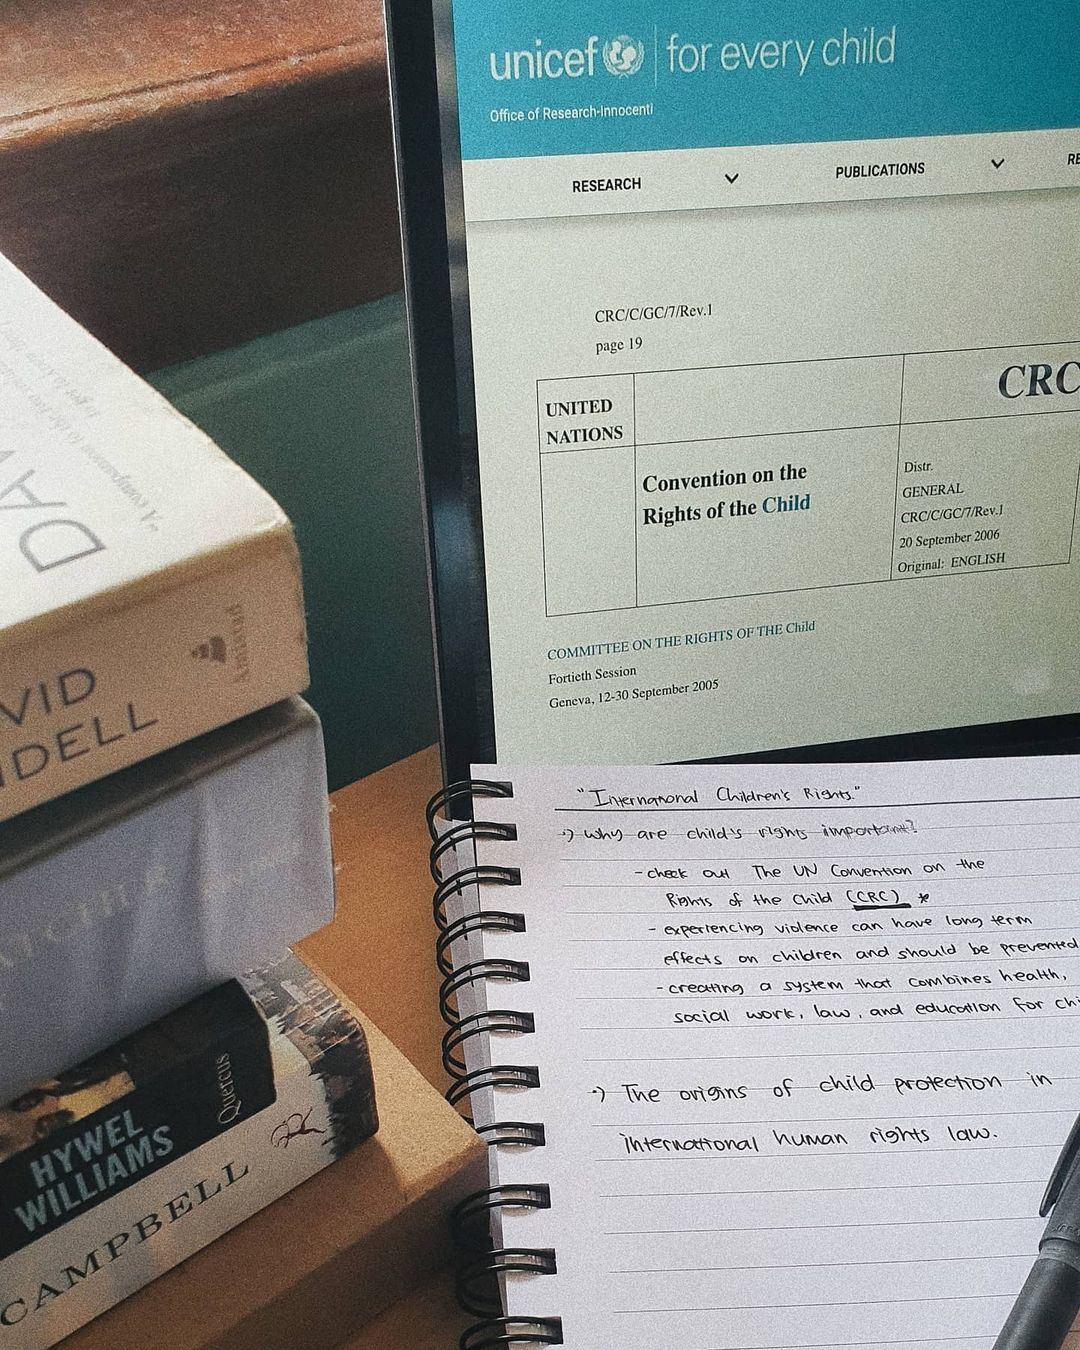 unicef for every child
Office of Research-Innocenti
RESEARCH PUBLICATIONS RE
CRC/C/GC/7/Rev.1
page 19
UNITED
NATIONS
CRC
Convention on the
Rights of the Child
Distr.
GENERAL
CRC/C/GC/7/Rev.1
20 September 2006
Original: ENGLISH
COMMITTEE ON THE RIGHTS OF THE Child
Fortieth Session
Geneva, 12-30 September 2005
"International Children's Rights."
·) Why are child's rights important?
- check out The UN Convention on the
Rights of the Child (CRC) *
- experiencing violence can have long term
effects on children and should be prevented
- creating a system that combines health,
social work, law, and education for chi
·) The origins of child protection in
international human rights law.
DA
VID
DELL
HYWEL
WILLIAMS
Quercus
CAMPBELL